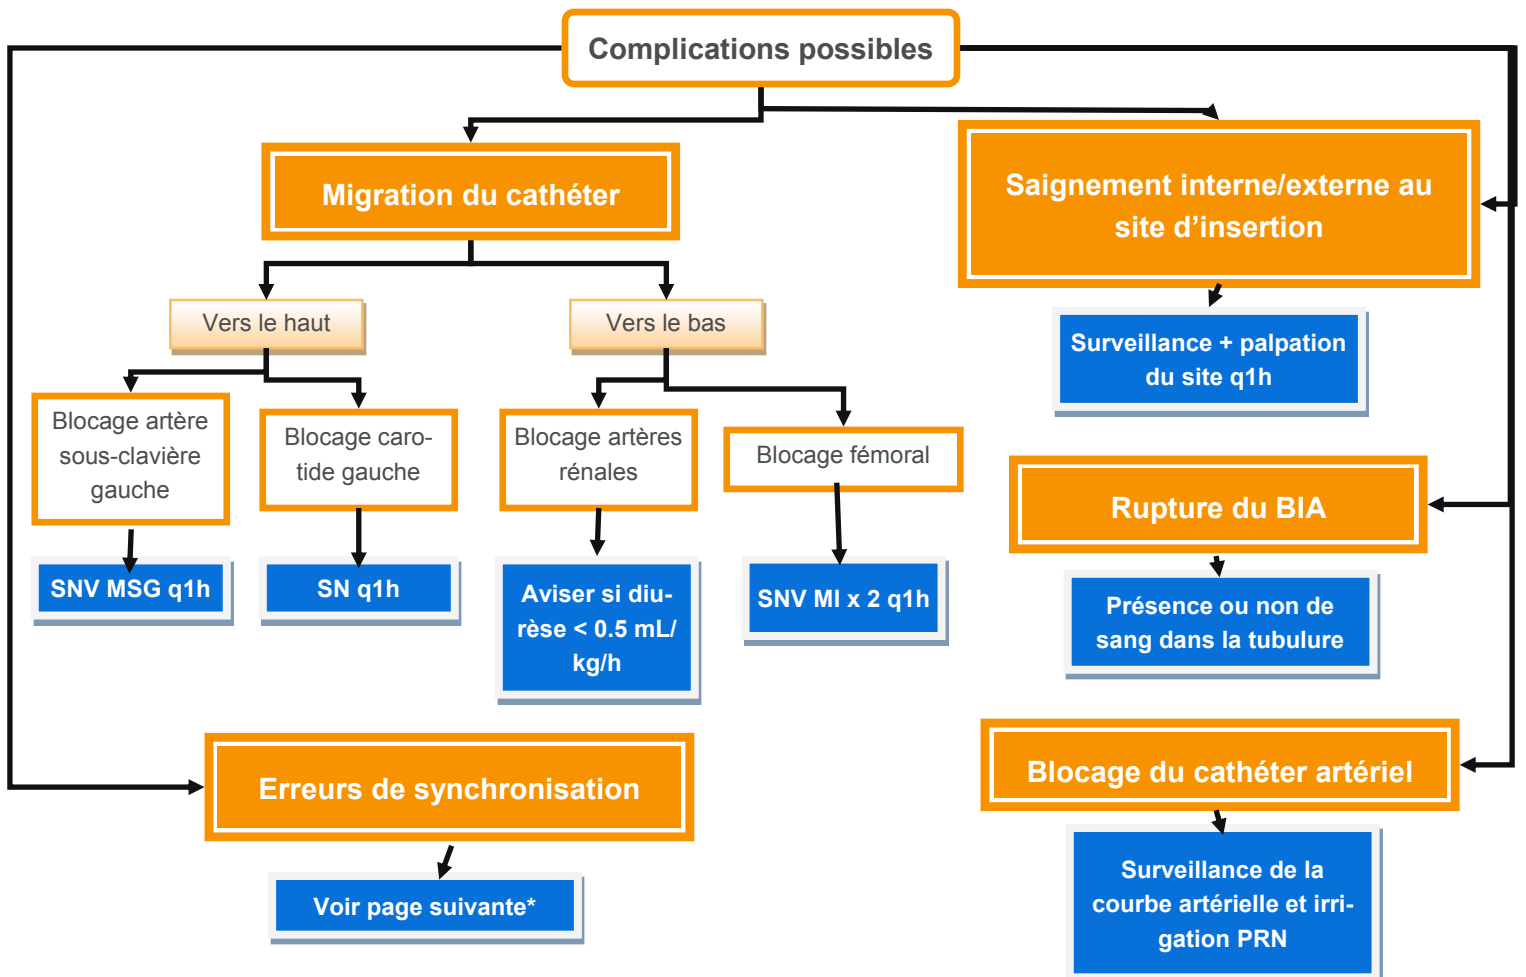 Complications possibles
Migration du cathéter
Saignement interne/externe au
site d'insertion
Vers le haut
Vers le bas
Surveillance + palpation
du site q1h
Blocage artère
sous-clavière
gauche
Blocage caro-
tide gauche
Blocage artères
rénales
Blocage fémoral
Rupture du BIA
SNV MSG q1h
SN q1h
Aviser si diu-
rèse < 0.5 mL/
kg/h
SNV MI x 2 q1h
Présence ou non de
sang dans la tubulure
Erreurs de synchronisation
Blocage du cathéter artériel
Voir page suivante*
Surveillance de la
courbe artérielle et irri-
gation PRN